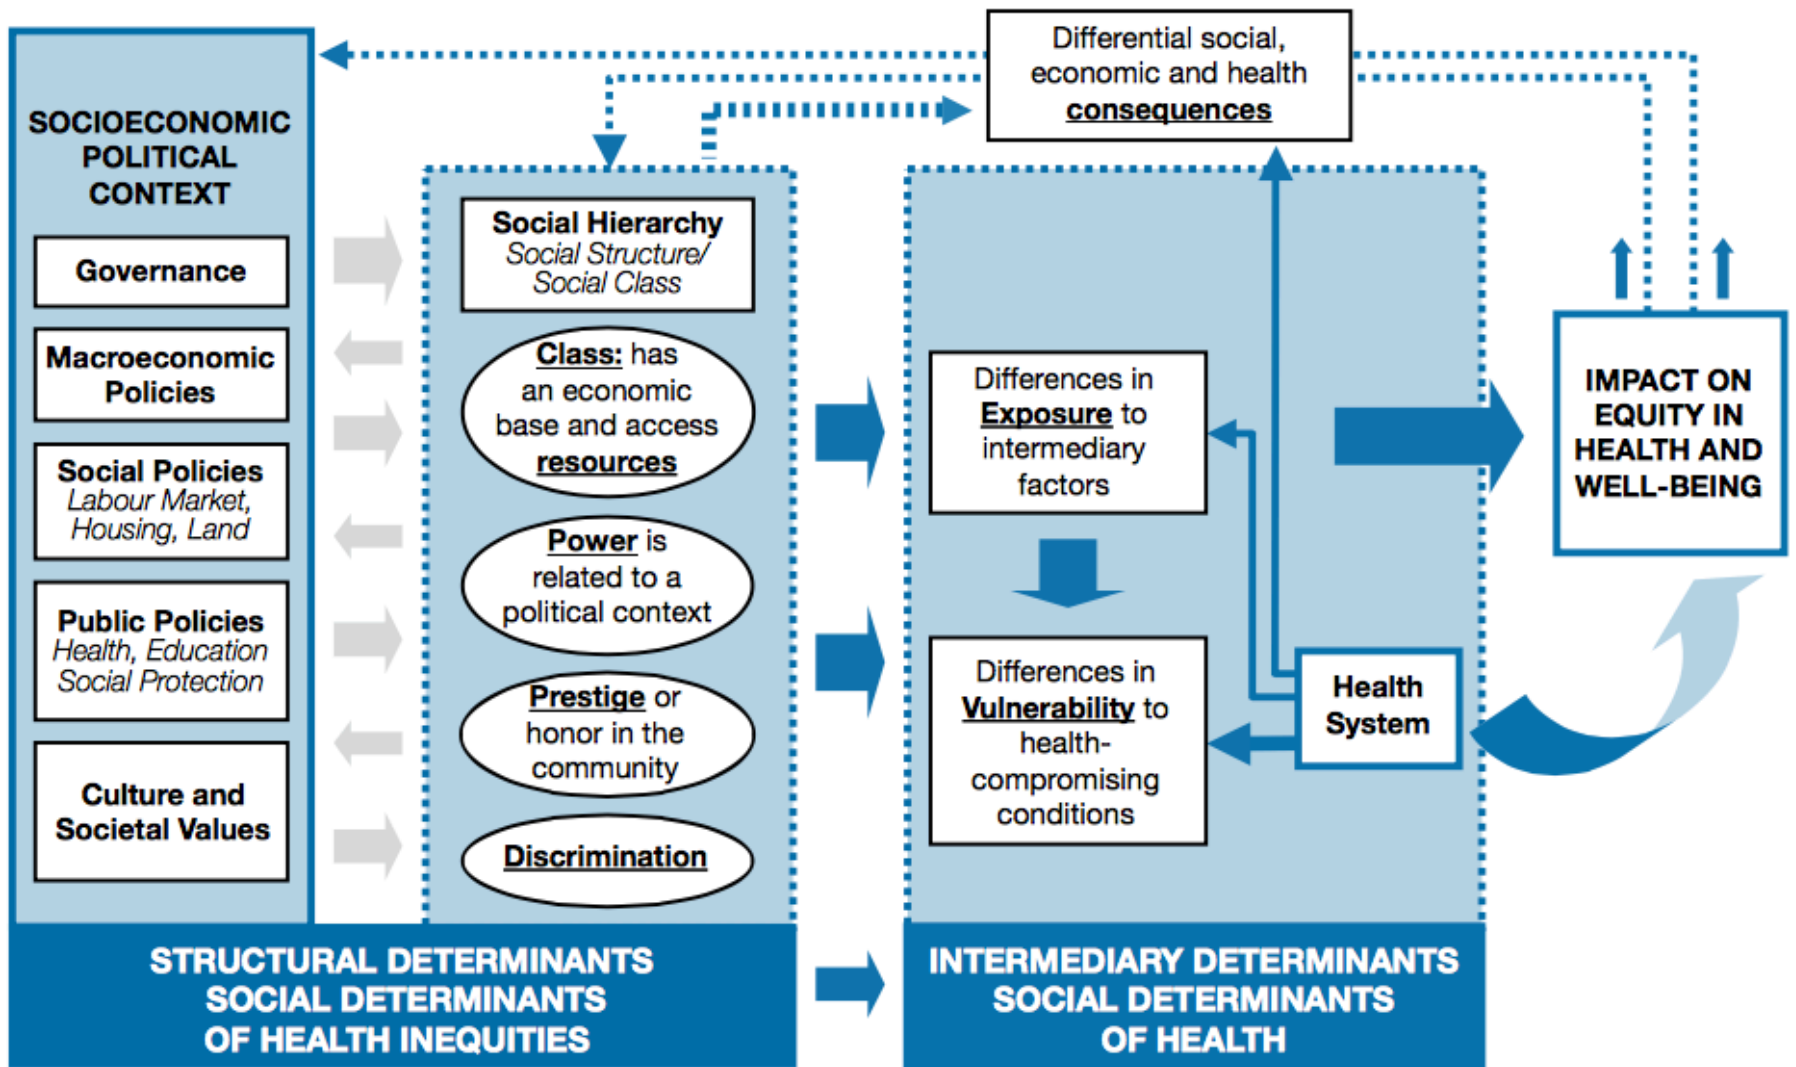 Differential social,
economic and health
consequences
SOCIOECONOMIC
POLITICAL
CONTEXT
Governance
Macroeconomic
Policies
Social Policies
Labour Market,
Housing, Land
Public Policies
Health, Education
Social Protection
Culture and
Societal Values
Social Hierarchy
Social Structure/
Social Class
Class: has
an economic
base and access
resources
Power is
related to a
political context
Prestige or
honor in the
community
Discrimination
Differences in
Exposure to
intermediary
factors
Differences in
Vulnerability to
health-
compromising
conditions
Health
System
IMPACT ON
EQUITY IN
HEALTH AND
WELL-BEING
STRUCTURAL DETERMINANTS
SOCIAL DETERMINANTS
OF HEALTH INEQUITIES
INTERMEDIARY DETERMINANTS
SOCIAL DETERMINANTS
OF HEALTH